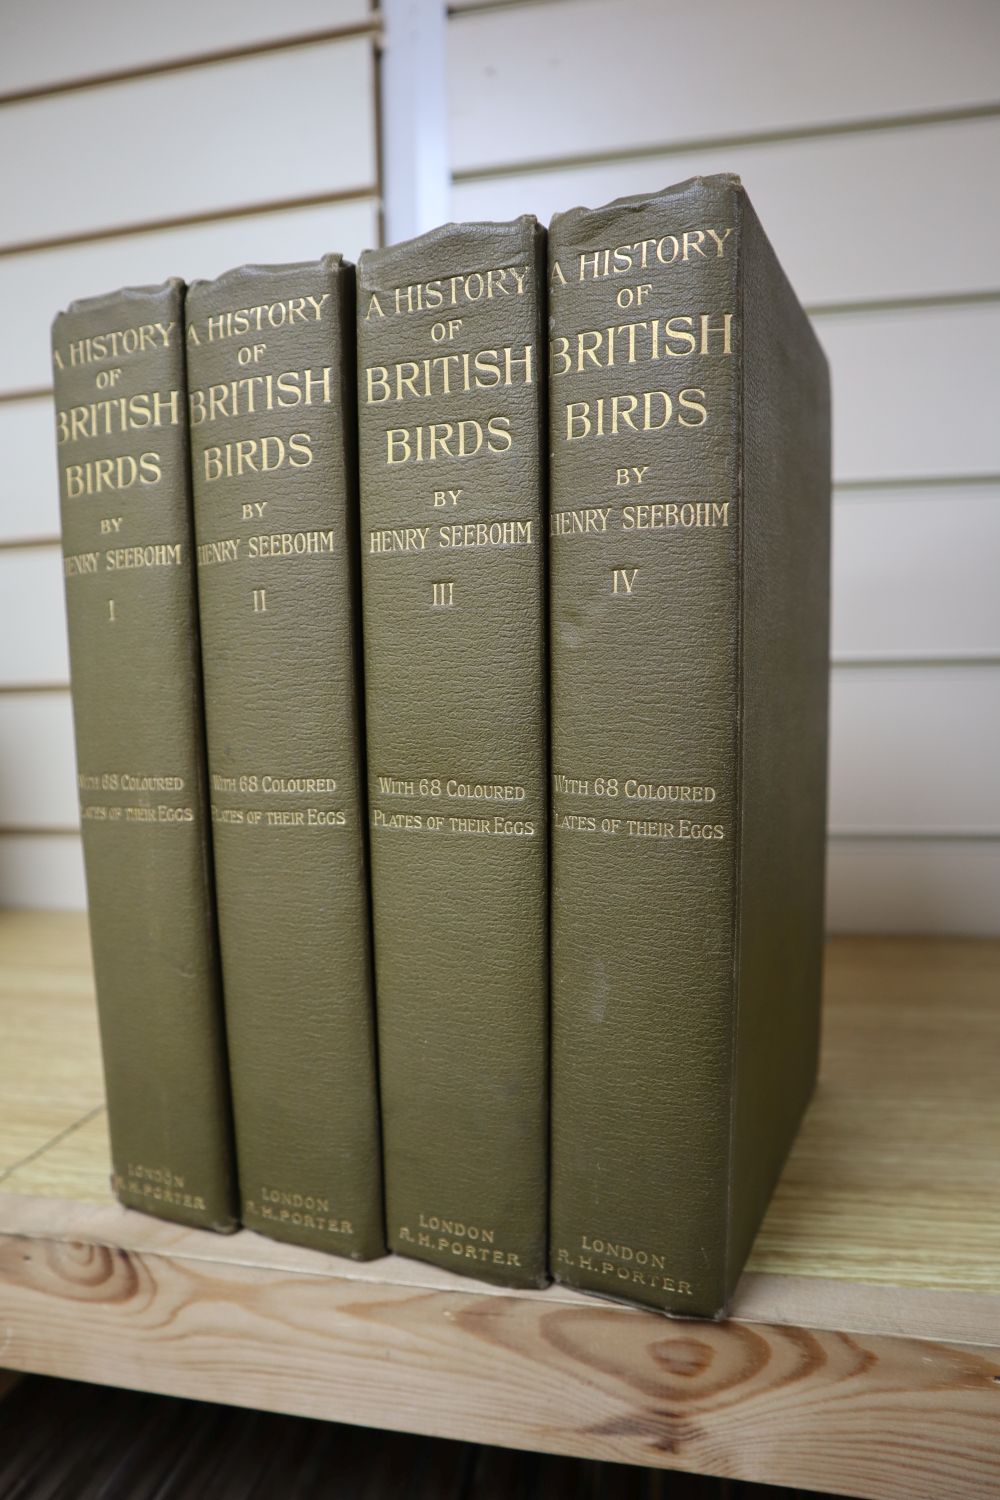 A HISTORY
OF
BRITISH
BIRDS
BY
HENRY SEEBOHM
I
WITH 68 COLOURED
PLATES OF THEIR EGGS
LONDON
R.H.PORTER
A HISTORY
OF
BRITISH
BIRDS
BY
HENRY SEEBOHM
II
WITH 68 COLOURED
PLATES OF THEIR EGGS
LONDON
R.H.PORTER
A HISTORY
OF
BRITISH
BIRDS
BY
HENRY SEEBOHM
III
WITH 68 COLOURED
PLATES OF THEIR EGGS
LONDON
R.H.PORTER
A HISTORY
OF
BRITISH
BIRDS
BY
HENRY SEEBOHM
IV
WITH 68 COLOURED
PLATES OF THEIR EGGS
LONDON
R.H.PORTER